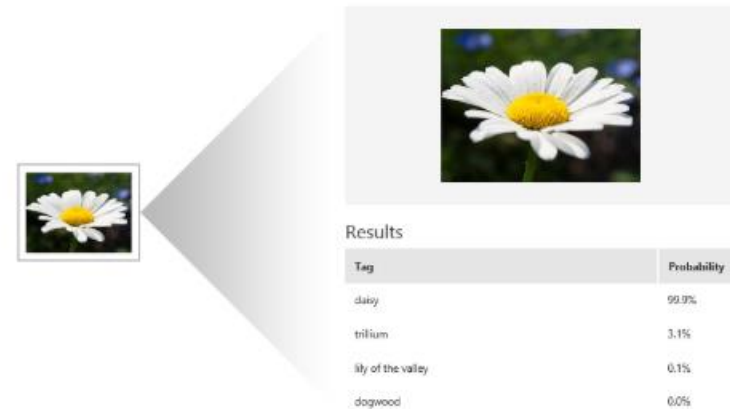 Results
Tag Probability
daisy 99.9%
trillium 3.1%
lily of the valley 0.1%
dogwood 0.0%